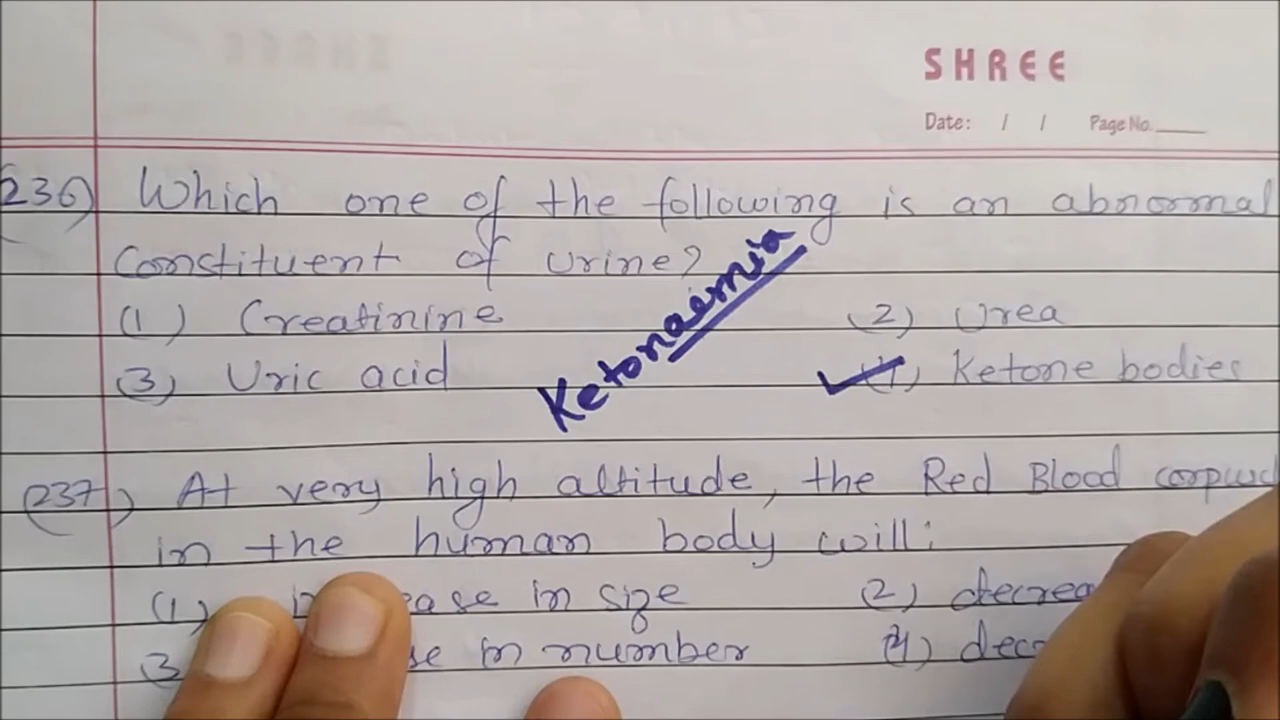 SHREE
Date: / / Page No.
236) Which one of the following is an abnormal
Constituent of urine?
(1) Creatinine (2) Urea
(3) Uric acid (4) Ketone bodies
Ketonaemia
(237) At very high altitude, the Red Blood
in the human body will:
(1) in size (2)
(3 in number (4)